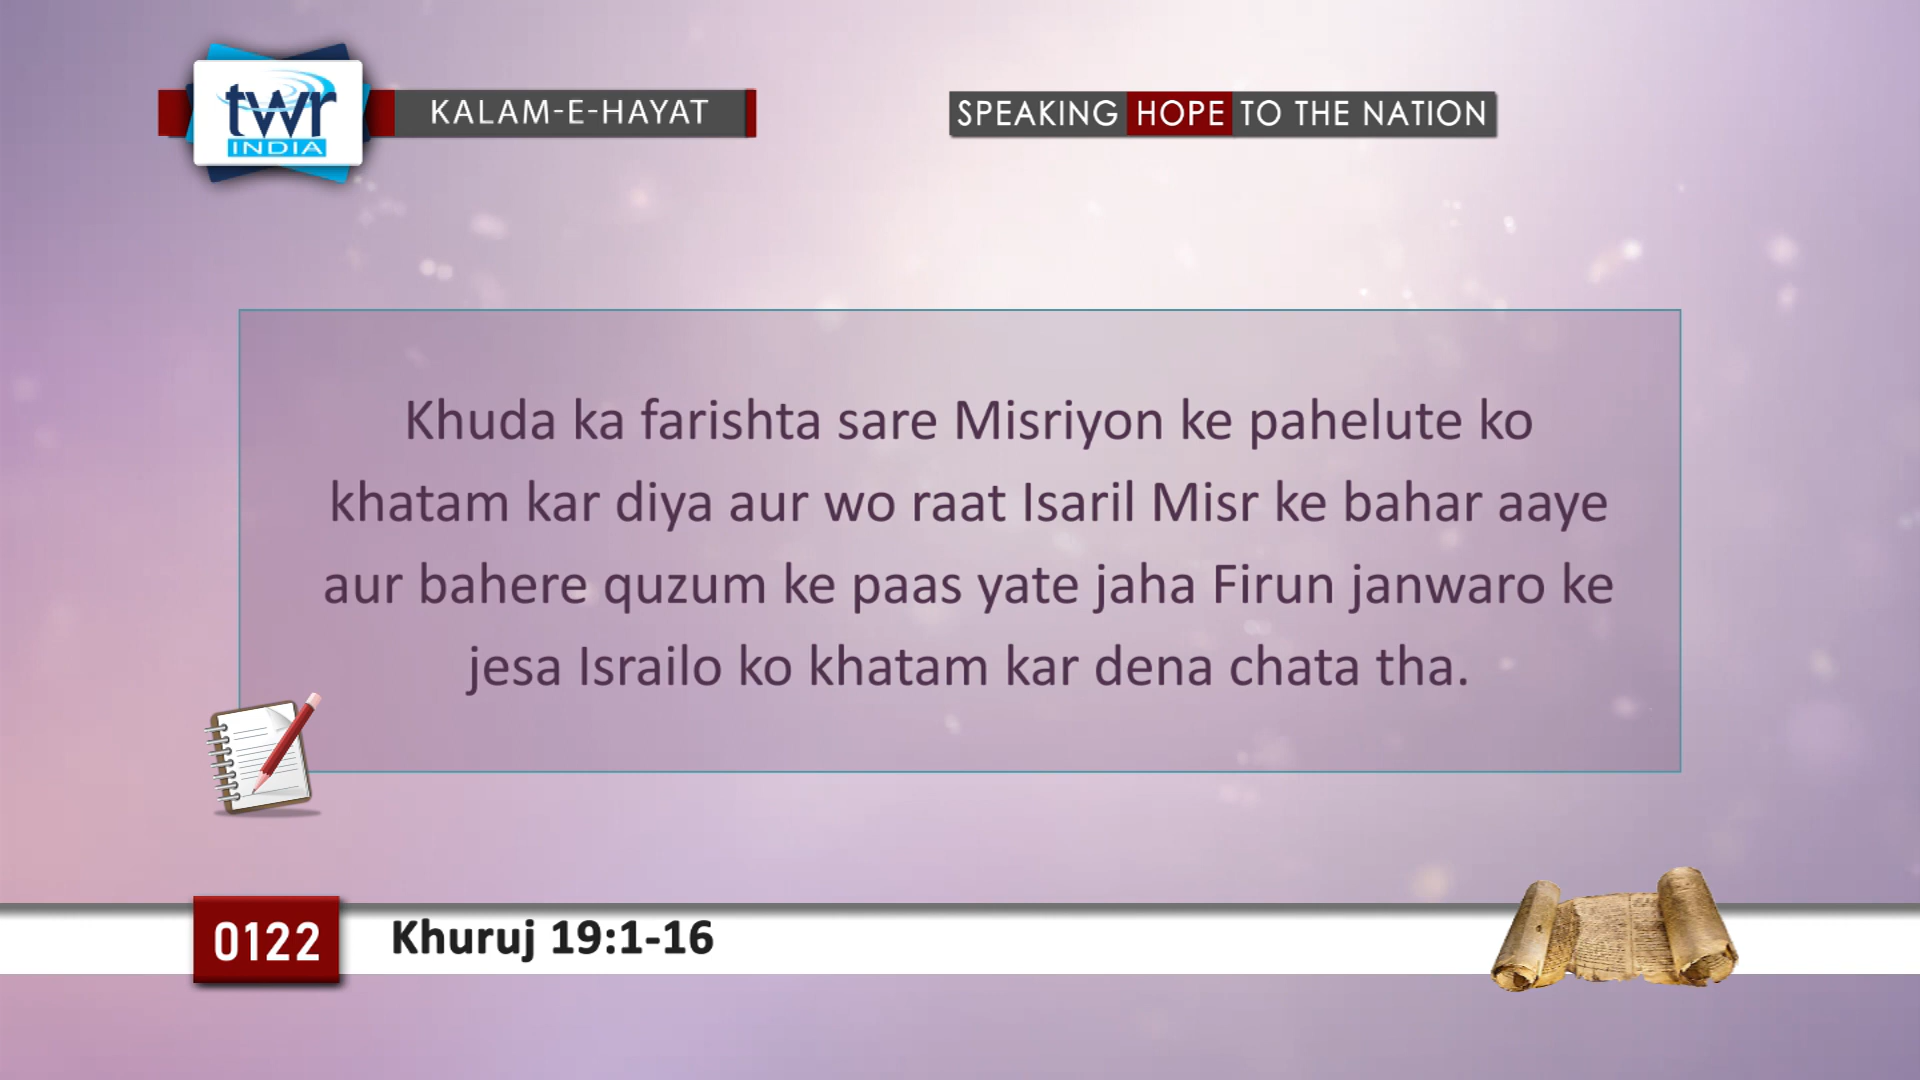 twr
INDIA
KALAM-E-HAYAT
SPEAKING HOPE TO THE NATION
Khuda ka farishta sare Misriyon ke pahelute ko
khatam kar diya aur wo raat Isaril Misr ke bahar aaye
aur bahere quzum ke paas yate jaha Firun janwaro ke
jesa Israilo ko khatam kar dena chata tha.
0122
Khuruj 19:1-16